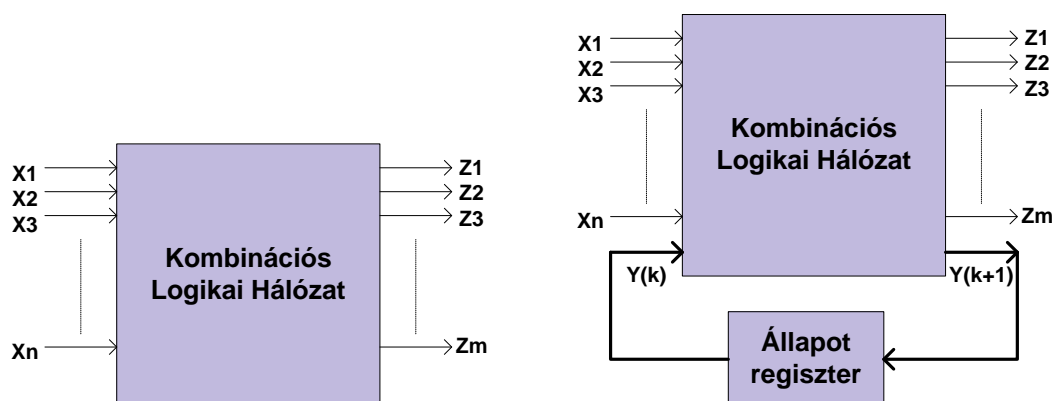 X1
X2
X3
Xn
Kombinációs
Logikai Hálózat
Z1
Z2
Z3
Zm
X1
X2
X3
Xn
Kombinációs
Logikai Hálózat
Z1
Z2
Z3
Zm
Y(k)
Y(k+1)
Állapot
regiszter